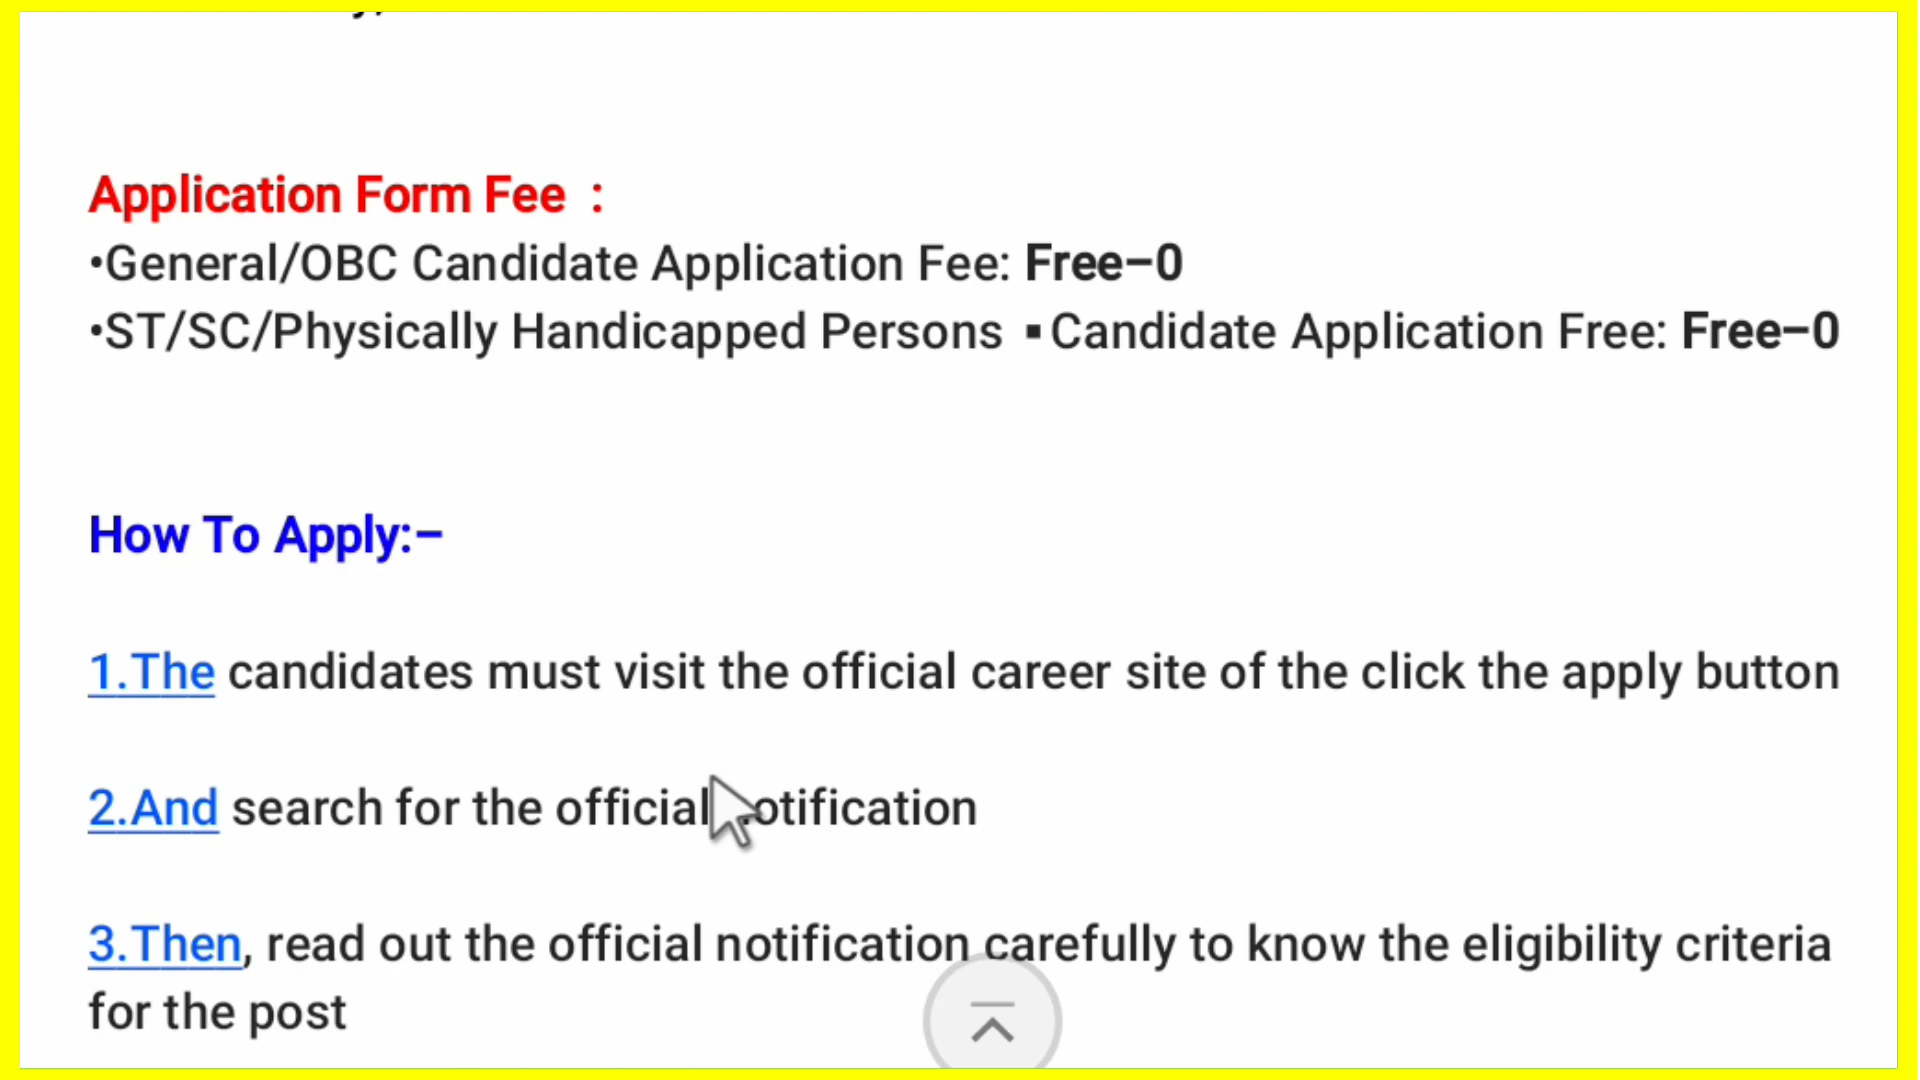 Application Form Fee :
•General/OBC Candidate Application Fee: Free–0
•ST/SC/Physically Handicapped Persons ▪Candidate Application Free: Free–0
How To Apply:–
1.The candidates must visit the official career site of the click the apply button
2.And search for the official notification
3.Then, read out the official notification carefully to know the eligibility criteria
for the post